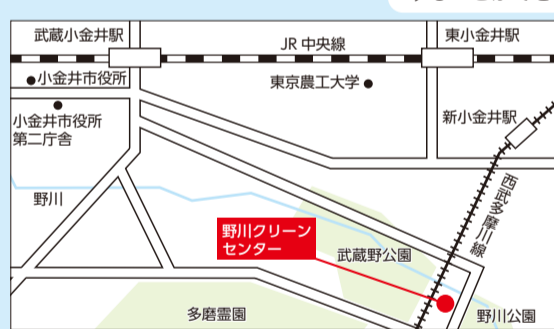 武蔵小金井駅
JR 中央線
東小金井駅
小金井市役所
東京農工大学
小金井市役所
第二庁舎
新小金井駅
西武多摩川線
野川
野川クリーン
センター
武蔵野公園
多磨霊園
野川公園